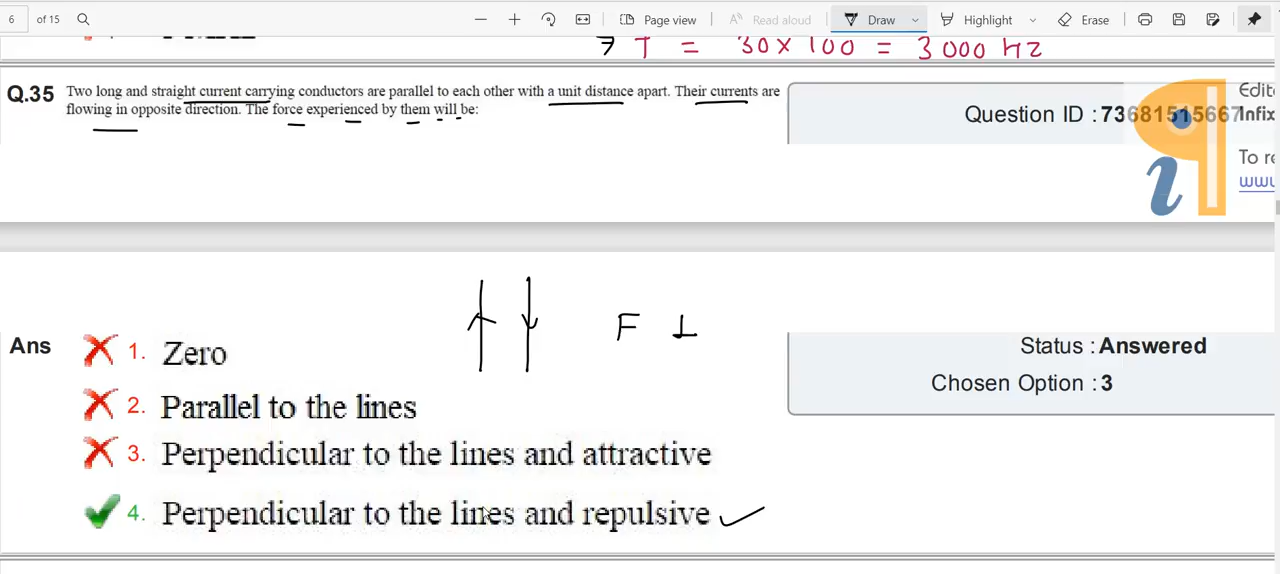 6 of 15 Page view Read aloud Draw Highlight Erase
7 T = 30 x 100 = 3000 hz
Q.35 Two long and straight current carrying conductors are parallel to each other with a unit distance apart. Their currents are
flowing in opposite direction. The force experienced by them will be:
Question ID :
Edite
Infix
To re
www
F ⊥
Ans
1. Zero
2. Parallel to the lines
3. Perpendicular to the lines and attractive
4. Perpendicular to the lines and repulsive
Status : Answered
Chosen Option : 3